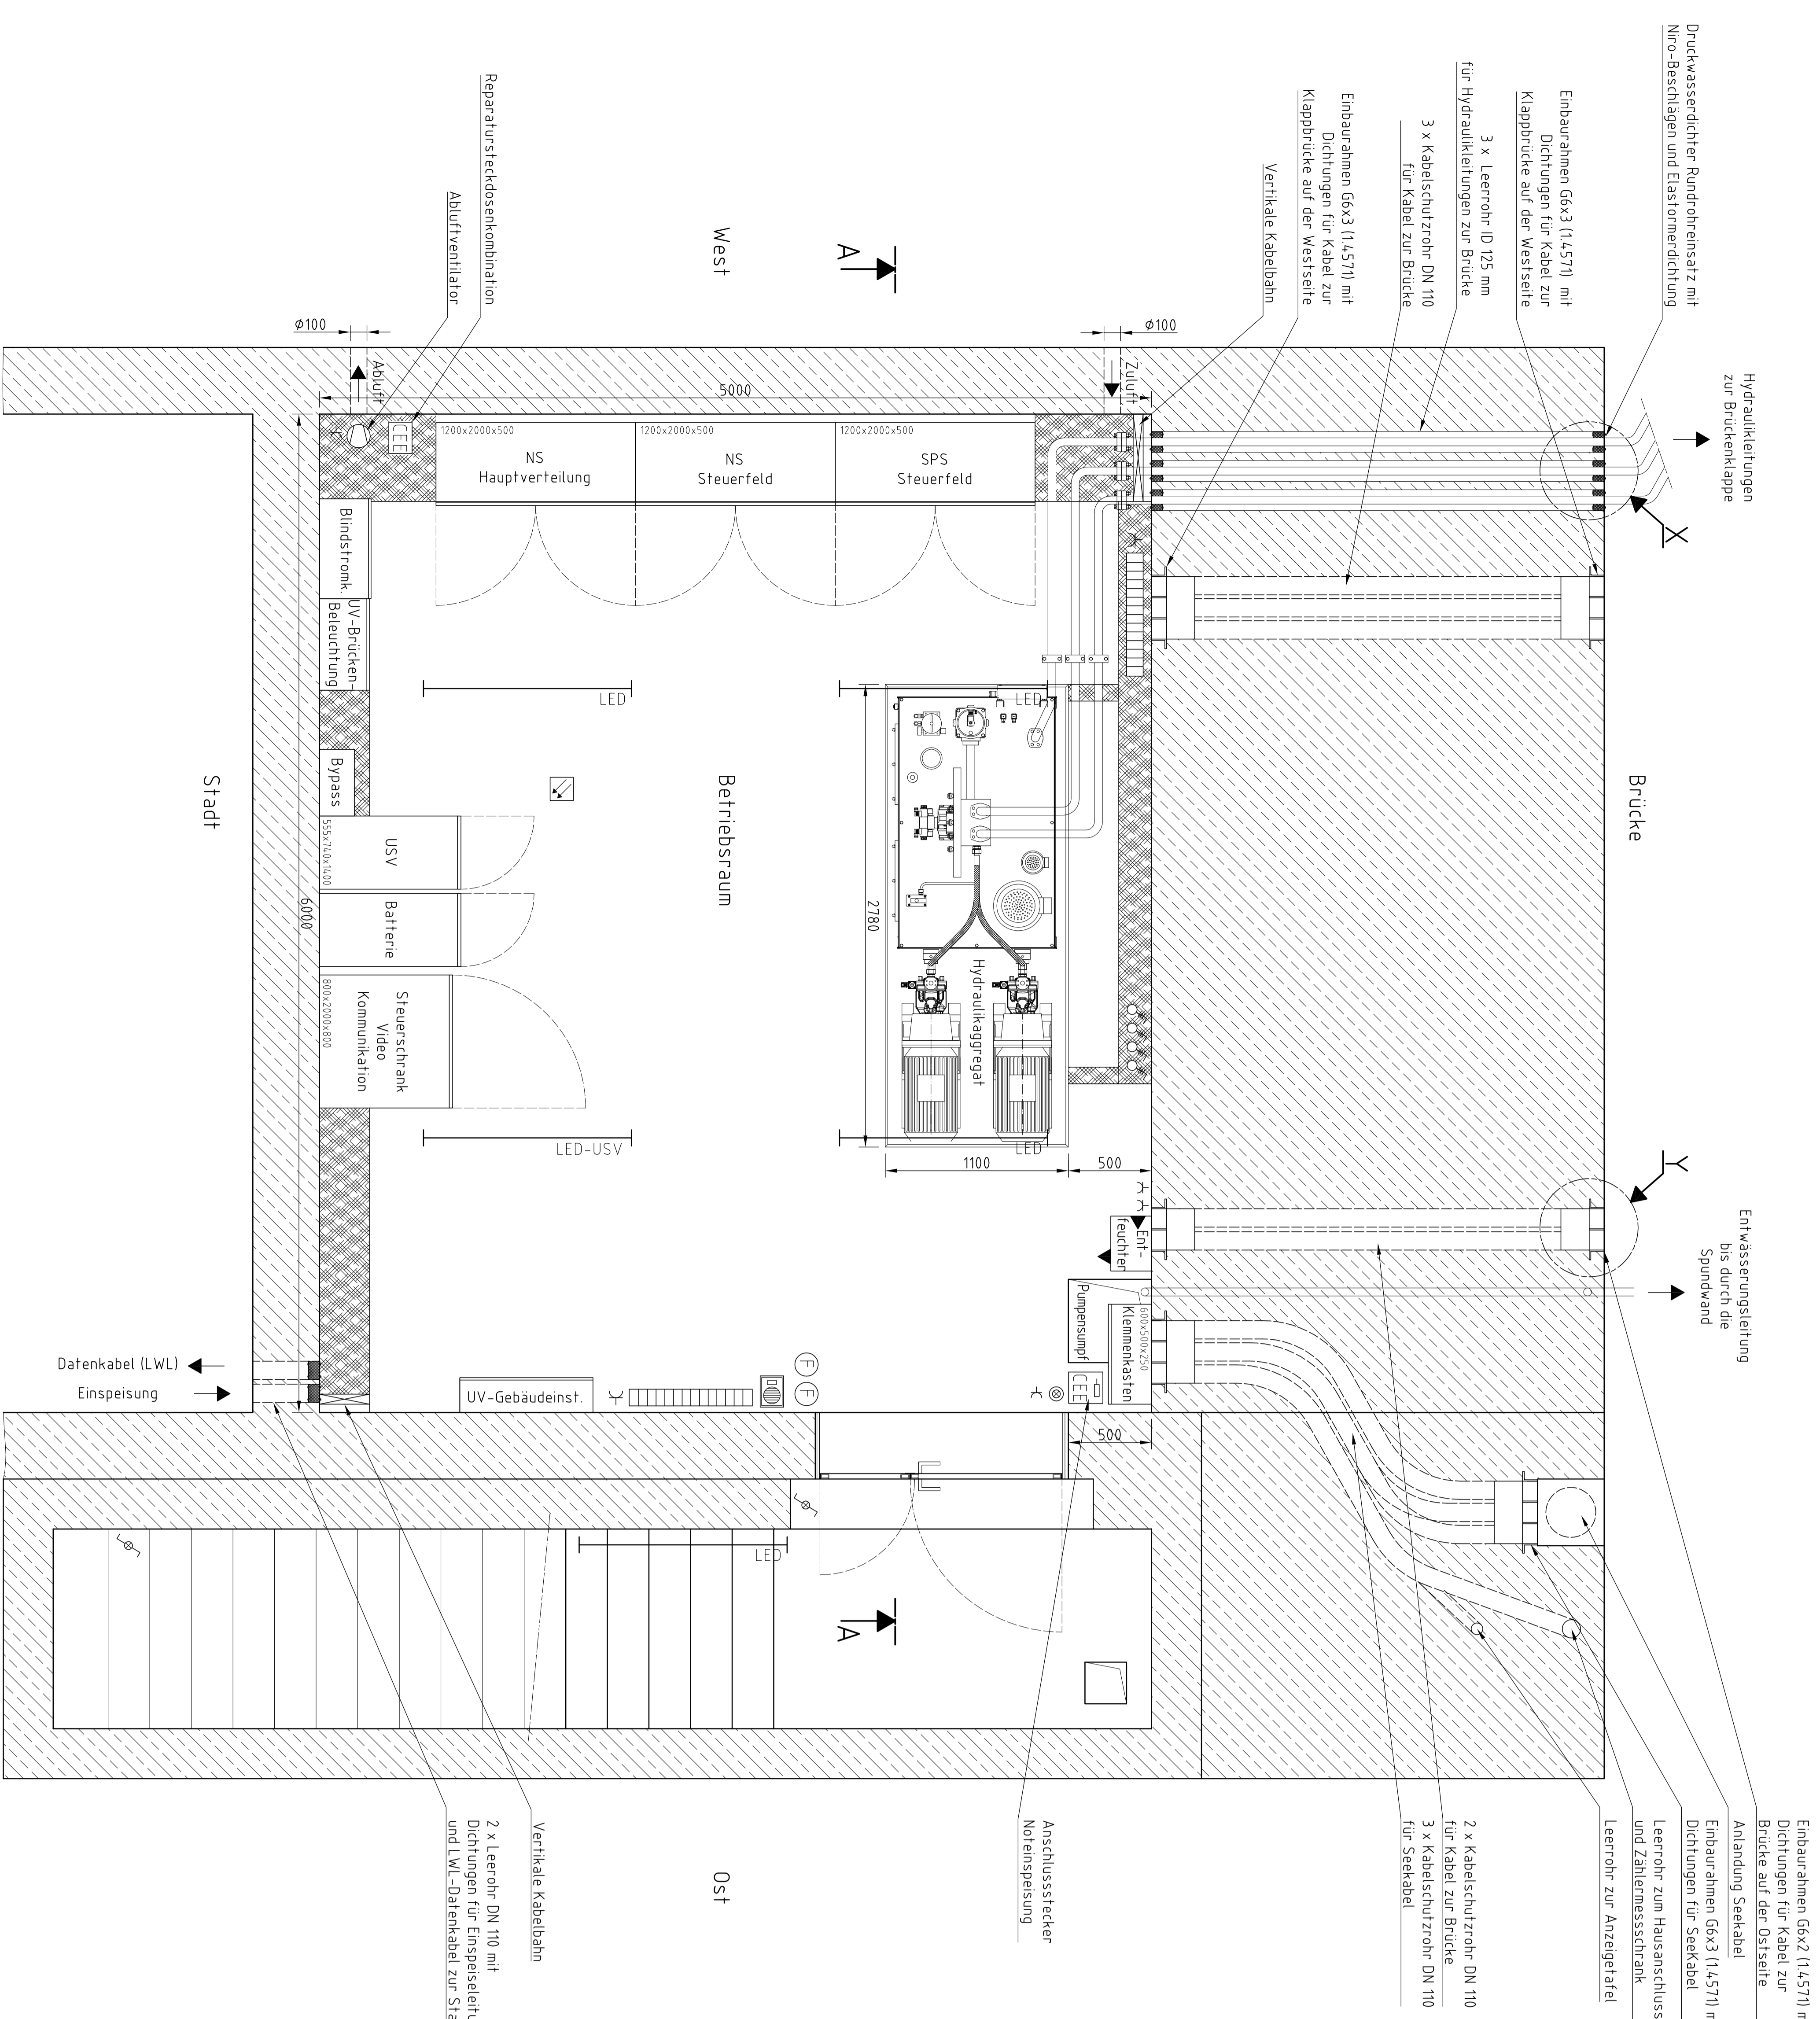 Druckwasserdichter Rundrohreinsatz mit
Niro-Beschlägen und Elastormerdichtung
Einbaurahmen G6x3 (1.4571) mit
Dichtungen für Kabel zur
Klappbrücke auf der Westseite
3 x Leerrohr ID 125 mm
für Hydraulikleitungen zur Brücke
3 x Kabelschutzrohr DN 110
für Kabel zur Brücke
Einbaurahmen G6x3 (1.4571) mit
Dichtungen für Kabel zur
Klappbrücke auf der Westseite
Vertikale Kabelbahn
Hydraulikleitungen
zur Brückenklappe
X
West
A
Reparatursteckdosenkombination
Abluftventilator
Ø100
Ø100
Abluft
Zuluft
5000
CEE
1200x2000x500
NS
Hauptverteilung
1200x2000x500
NS
Steuerfeld
1200x2000x500
SPS
Steuerfeld
Blindstromk.
UV-Brücken-
Beleuchtung
Bypass
USV
555x740x1400
Batterie
Steuerschrank
Video
Kommunikation
800x2000x800
6000
LED
LED
LED-USV
LED
Betriebsraum
Stadt
Brücke
2780
Hydraulikaggregat
1100
500
Y
Entwässerungsleitung
bis durch die
Spundwand
Ent-
feuchter
Pumpensumpf
Klemmenkasten
600x500x250
CEE
500
F
F
UV-Gebäudeinst.
Datenkabel (LWL)
Einspeisung
LED
A
Ost
Einbaurahmen G6x2 (1.4571) m
Dichtungen für Kabel zur
Brücke auf der Ostseite
Anlandung Seekabel
Einbaurahmen G6x3 (1.4571) m
Dichtungen für SeeKabel
Leerrohr zum Hausanschluss
und Zählermessschrank
Leerrohr zur Anzeigetafel
2 x Kabelschutzrohr DN 110
für Kabel zur Brücke
3 x Kabelschutzrohr DN 110
für Seekabel
Anschlussstecker
Noteinspeisung
Vertikale Kabelbahn
2 x Leerohr DN 110 mit
Dichtungen für Einspeiseleitu
und LWL-Datenkabel zur Sta